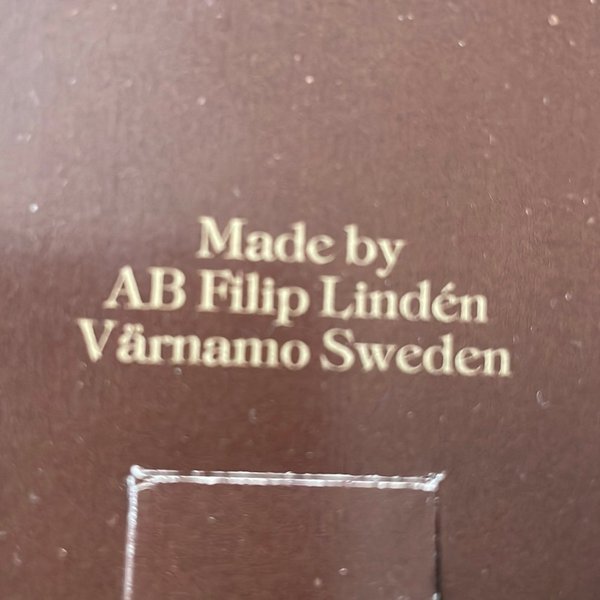 Made by
AB Filip Lindén
Värnamo Sweden